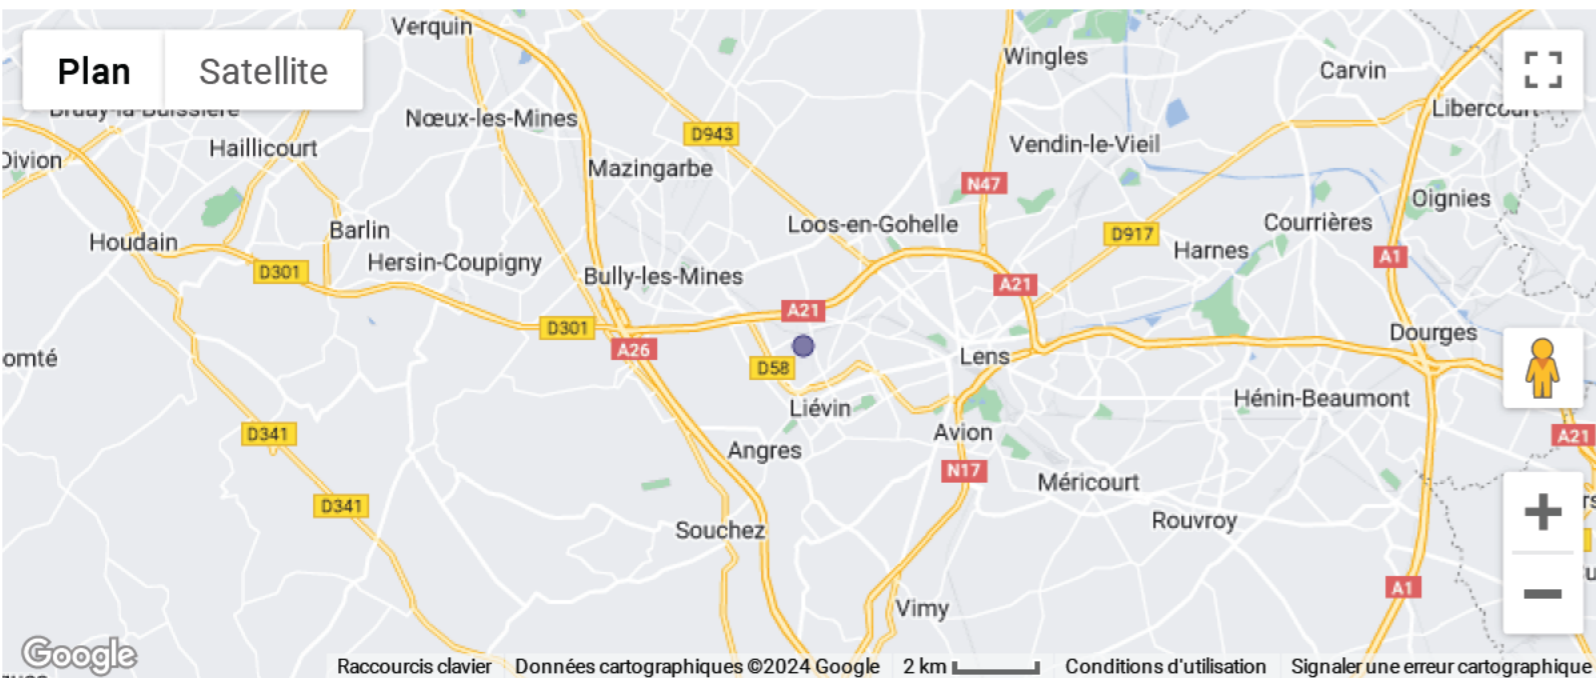 Verquin
Wingles
Plan
Satellite
Carvin
Bruay-la-Buissière
Libercourt
Nœux-les-Mines
D943
Haillicourt
Vendin-le-Vieil
Divion
Mazingarbe
N47
Oignies
Loos-en-Gohelle
Courrières
Barlin
D917
Houdain
Harnes
A1
Hersin-Coupigny
D301
Bully-les-Mines
A21
A21
D301
Dourges
A26
Lens
omté
D58
Hénin-Beaumont
Liévin
D341
Avion
A21
Angres
N17
Méricourt
D341
Rouvroy
Souchez
A1
Vimy
Google
Raccourcis clavier
Données cartographiques ©2024 Google
2 km
Conditions d'utilisation
Signaler une erreur cartographique